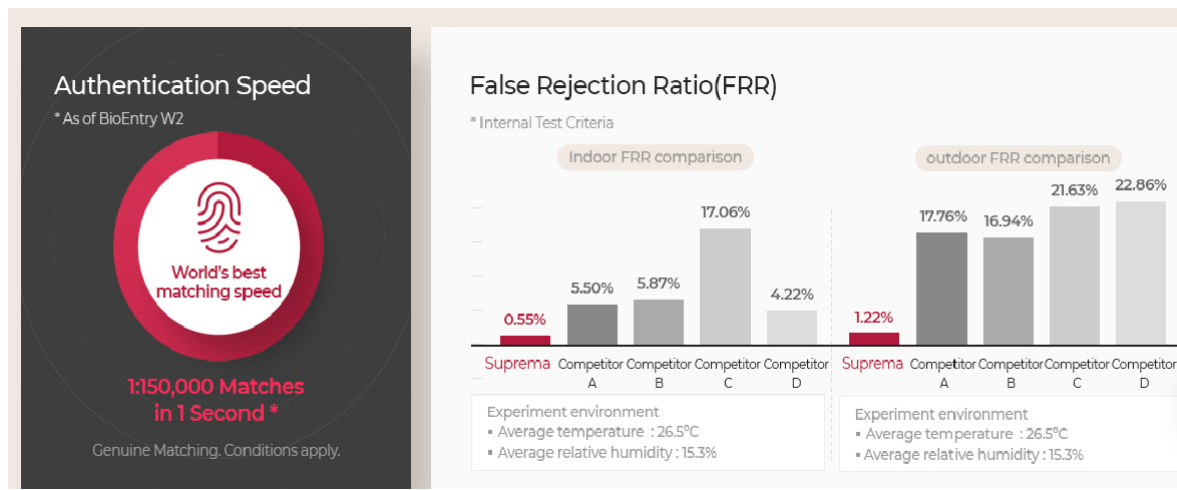 Authentication Speed
* As of BioEntry W2
World's best
matching speed
1:150,000 Matches
in 1 Second *
Genuine Matching. Conditions apply.
False Rejection Ratio(FRR)
* Internal Test Criteria
Indoor FRR comparison
0.55%
5.50%
5.87%
17.06%
4.22%
Suprema
Competitor
A
Competitor
B
Competitor
C
Competitor
D
Experiment environment
▪ Average temperature : 26.5ºC
▪ Average relative humidity : 15.3%
outdoor FRR comparison
1.22%
17.76%
16.94%
21.63%
22.86%
Suprema
Competitor
A
Competitor
B
Competitor
C
Competitor
D
Experiment environment
▪ Average temperature : 26.5ºC
▪ Average relative humidity : 15.3%